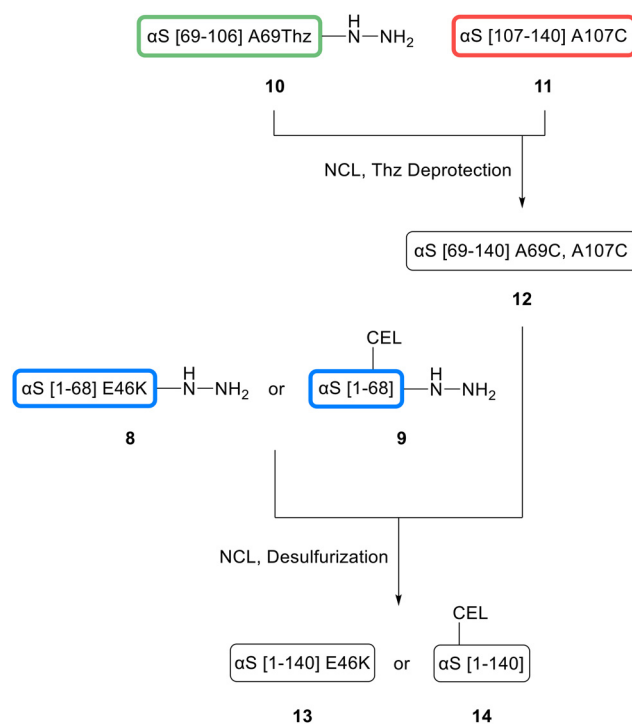 αS [69-106] A69Thz
H
N
NH2
αS [107-140] A107C
10
11
NCL, Thz Deprotection
αS [69-140] A69C, A107C
12
CEL
αS [1-68] E46K
H
N
NH2
or
αS [1-68]
H
N
NH2
8
9
NCL, Desulfurization
CEL
αS [1-140] E46K
or
αS [1-140]
13
14